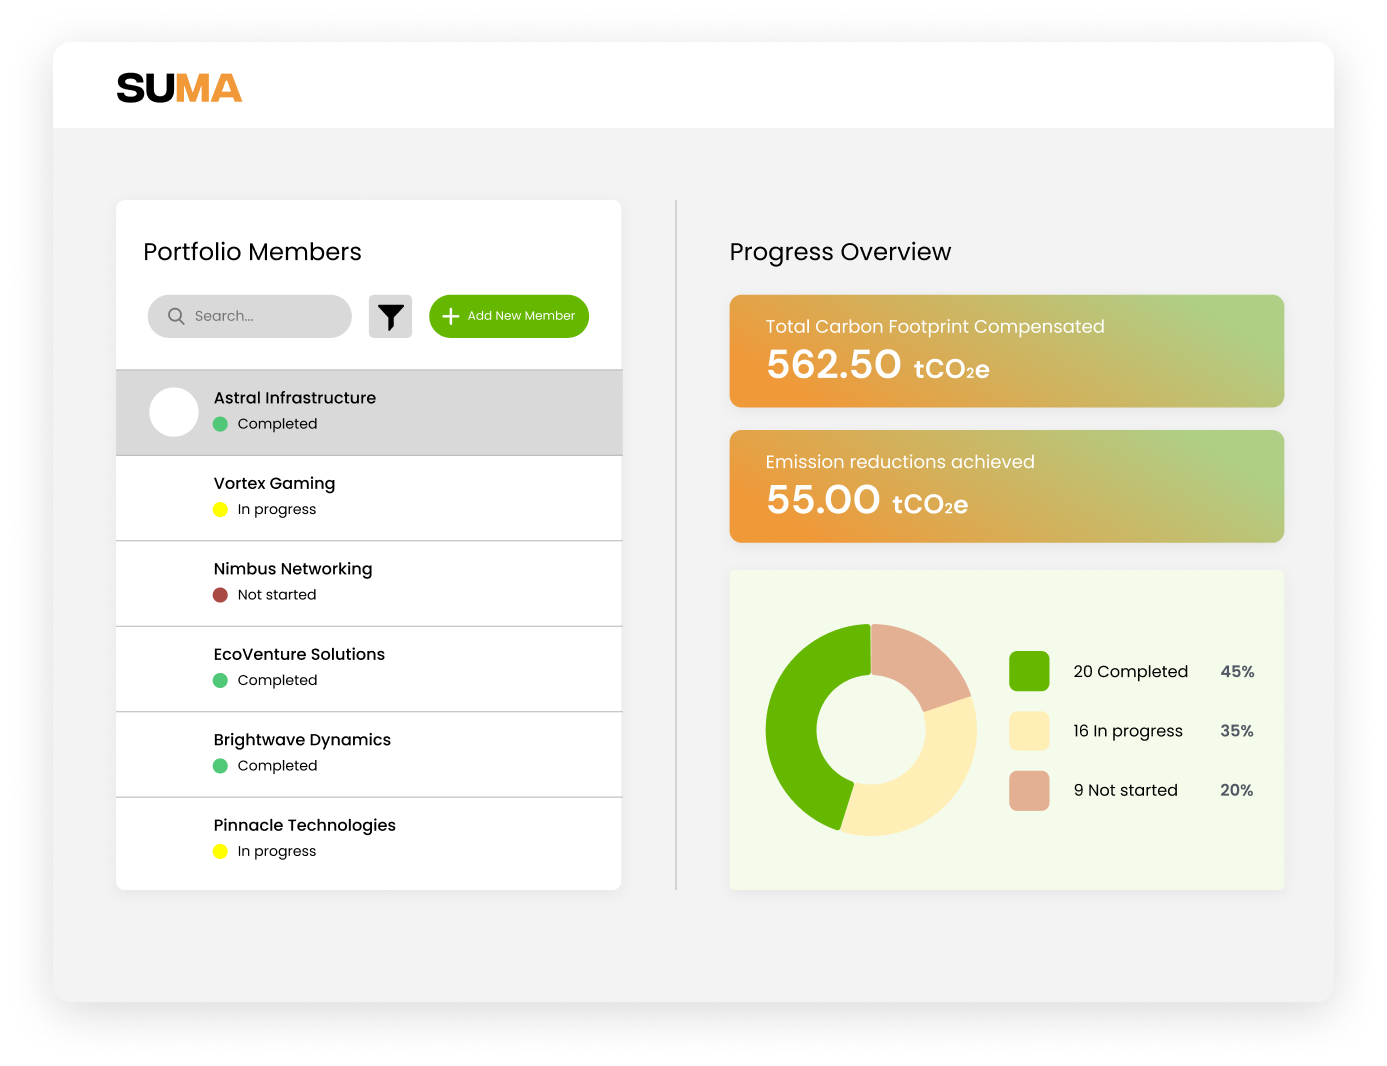 SUMA
Portfolio Members
Search...
Add New Member
Astral Infrastructure
Completed
Vortex Gaming
In progress
Nimbus Networking
Not started
EcoVenture Solutions
Completed
Brightwave Dynamics
Completed
Pinnacle Technologies
In progress
Progress Overview
Total Carbon Footprint Compensated
562.50 tCO₂e
Emission reductions achieved
55.00 tCO₂e
20 Completed 45%
16 In progress 35%
9 Not started 20%